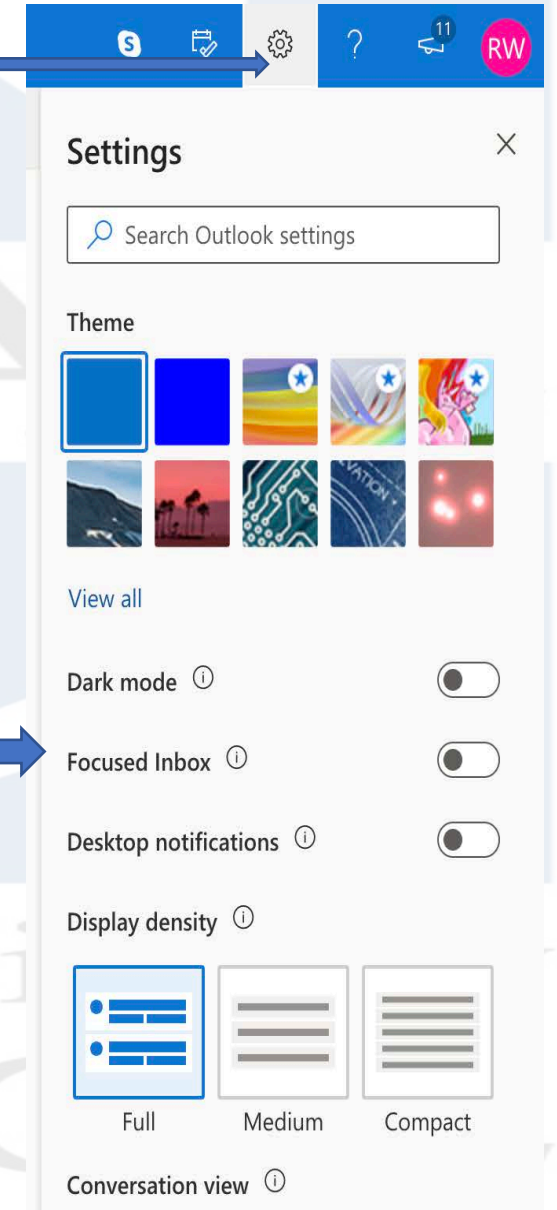 S
?
11
RW
Settings
Search Outlook settings
Theme
ELEVATION
View all
Dark mode
Focused Inbox
Desktop notifications
Display density
Full Medium Compact
Conversation view